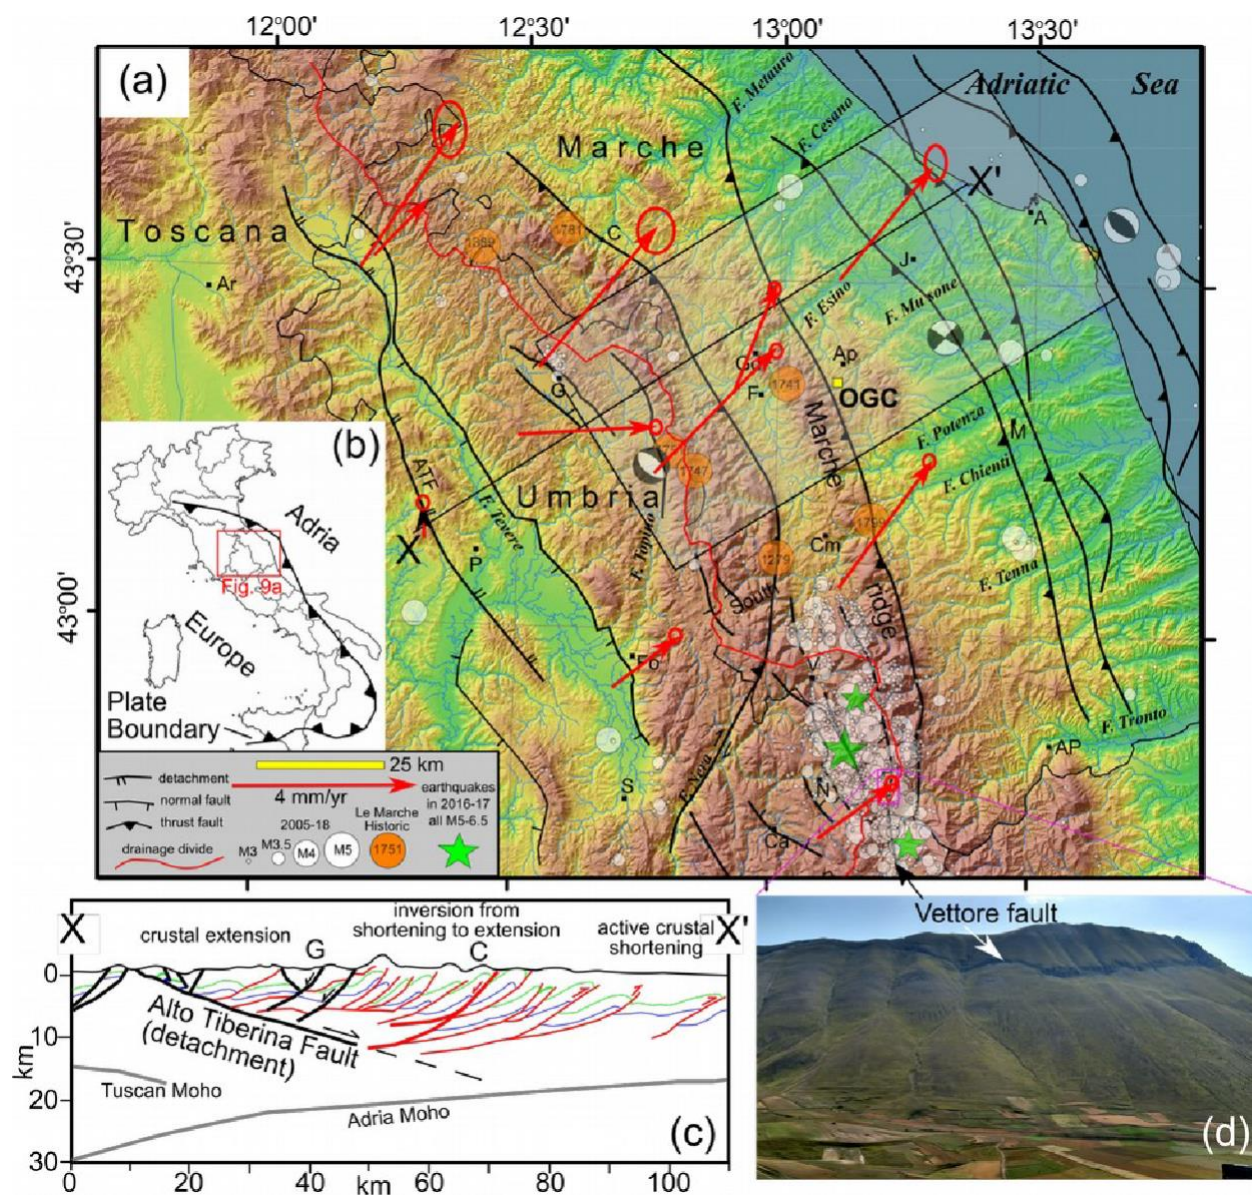 12°00' 12°30' 13°00' 13°30'
(a)
43°30'
43°00'
Adriatic Sea
Marche
Toscana
Umbria
F. Metauro
F. Cesano
F. Esino
F. Musone
F. Potenza
F. Chienti
F. Tenna
F. Tronto
F. Tevere
F. Topino
F. Nera
X'
X
A
J
C
Ar
1781
G
Ap
F
1741
OGC
Marche
ridge
M
ATF
1747
P
Cm
1279
South
Fo
V
AP
S
N
Ca
(b)
Adria
Fig. 9a
Europe
Plate
Boundary
25 km
4 mm/yr
detachment
normal fault
thrust fault
drainage divide
2005-18
M3
M3.5
M4
M5
Le Marche
Historic
1751
earthquakes
in 2016-17
all M5-6.5
Vettore fault
(d)
X
X'
crustal extension
inversion from
shortening to extension
active crustal
shortening
G
C
Alto Tiberina Fault
(detachment)
Tuscan Moho
Adria Moho
(c)
km
0
10
20
30
0 20 40 60 80 100
km